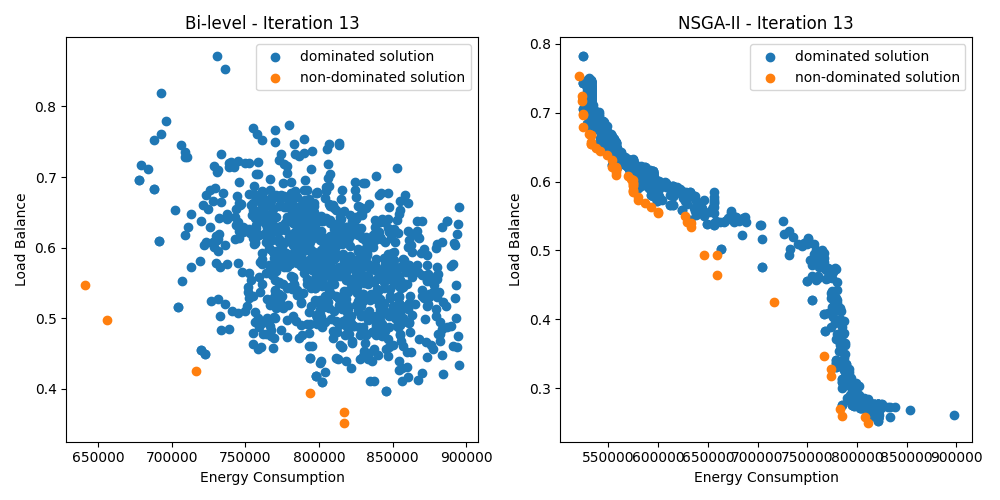 Bi-level - Iteration 13
dominated solution
non-dominated solution
Load Balance
0.8
0.7
0.6
0.5
0.4
650000 700000 750000 800000 850000 900000
Energy Consumption
NSGA-II - Iteration 13
dominated solution
non-dominated solution
Load Balance
0.8
0.7
0.6
0.5
0.4
0.3
550000 600000 650000 700000 750000 800000 850000 900000
Energy Consumption